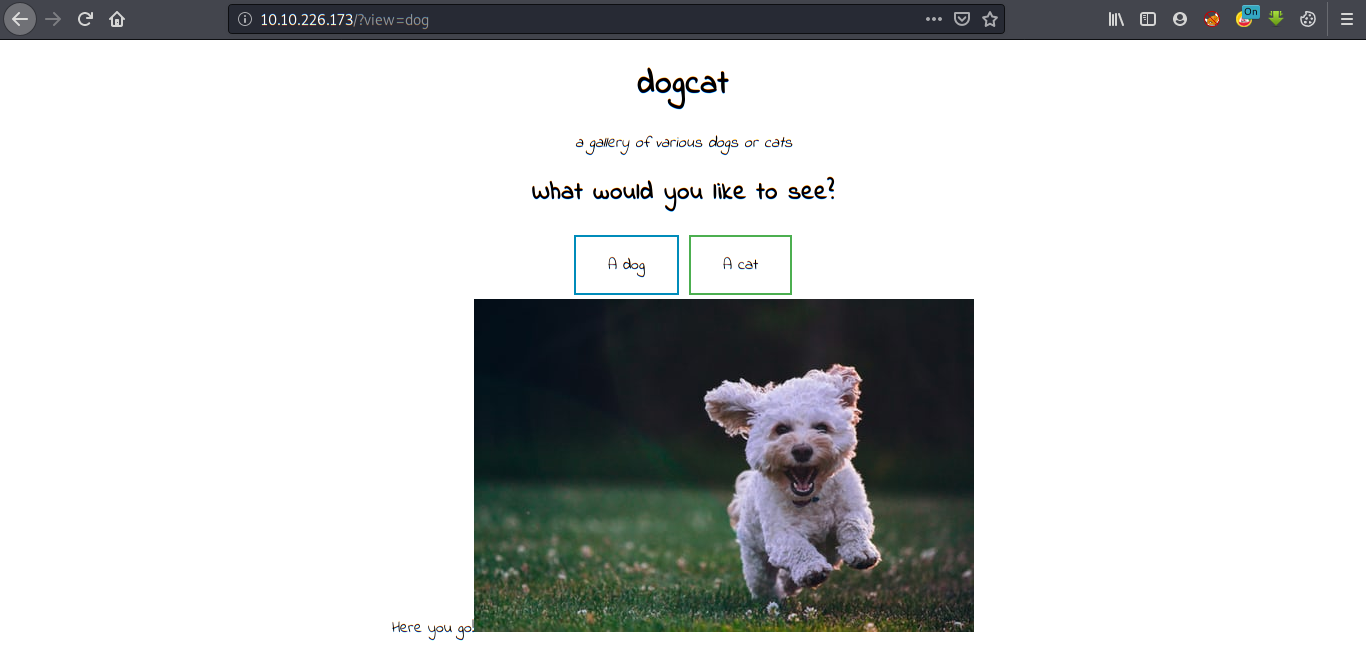 10.10.226.173/?view=dog
On
dogcat
a gallery of various dogs or cats
What would you like to see?
A dog
A cat
Here you go!